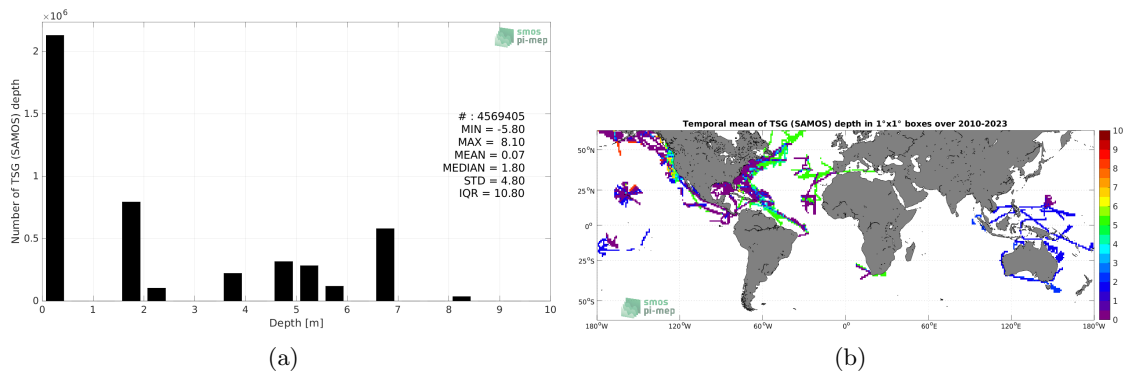 ×10⁶
2
1.5
1
0.5
0
Number of TSG (SAMOS) depth
smos
pi-mep
# : 4569405
MIN = -5.80
MAX = 8.10
MEAN = 0.07
MEDIAN = 1.80
STD = 4.80
IQR = 10.80
0 1 2 3 4 5 6 7 8 9 10
Depth [m]
(a)
Temporal mean of TSG (SAMOS) depth in 1°x1° boxes over 2010-2023
50°N
25°N
0°
25°S
50°S
smos
pi-mep
180°W 120°W 60°W 0° 60°E 120°E 180°E
10
9
8
7
6
5
4
3
2
1
0
(b)